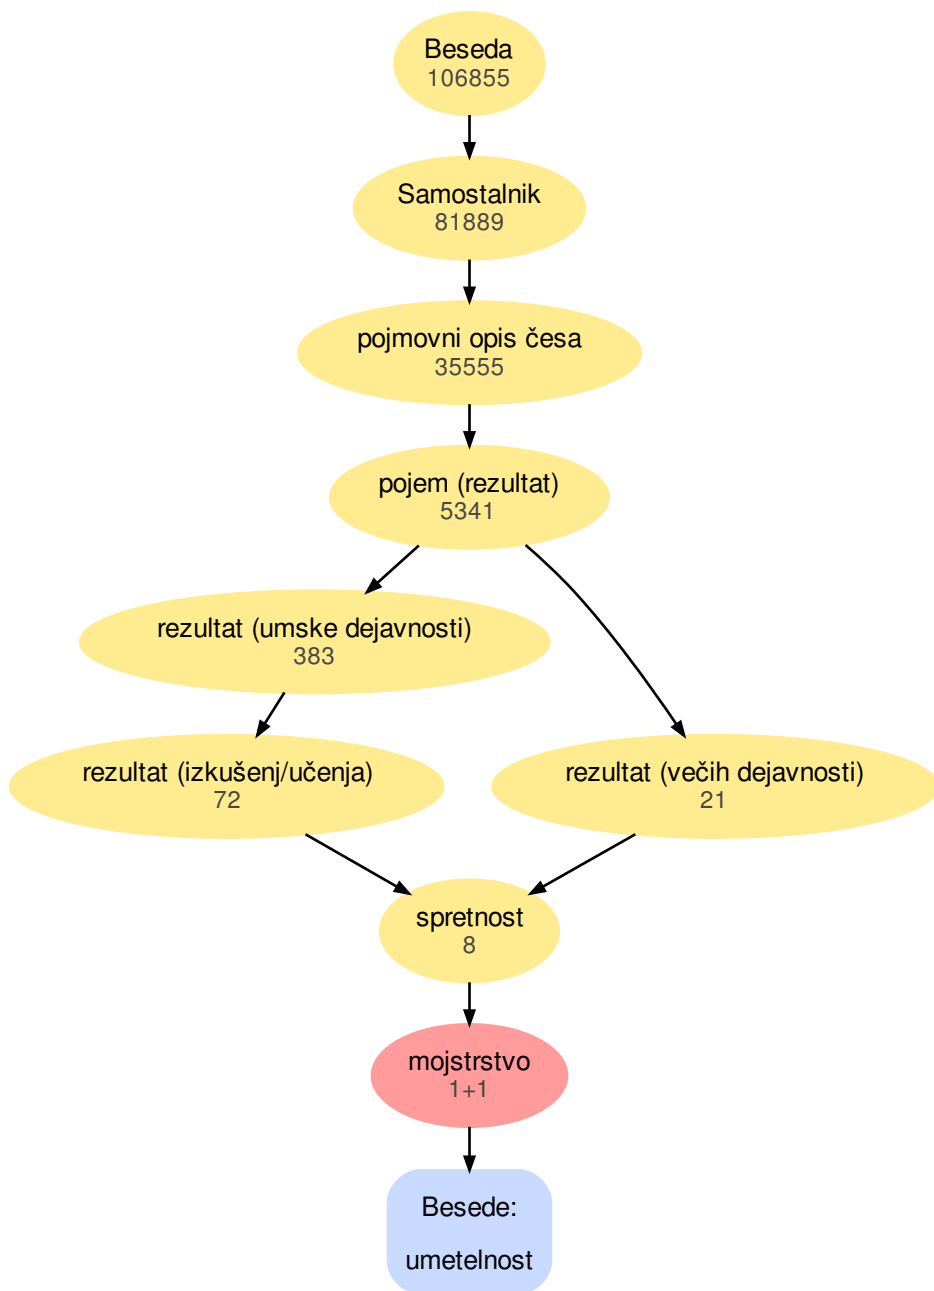 Beseda
106855
Samostalnik
81889
pojmovni opis česa
35555
pojem (rezultat)
5341
rezultat (umske dejavnosti)
383
rezultat (izkušenj/učenja)
72
rezultat (večih dejavnosti)
21
spretnost
8
mojstrstvo
1+1
Besede:
umetelnost